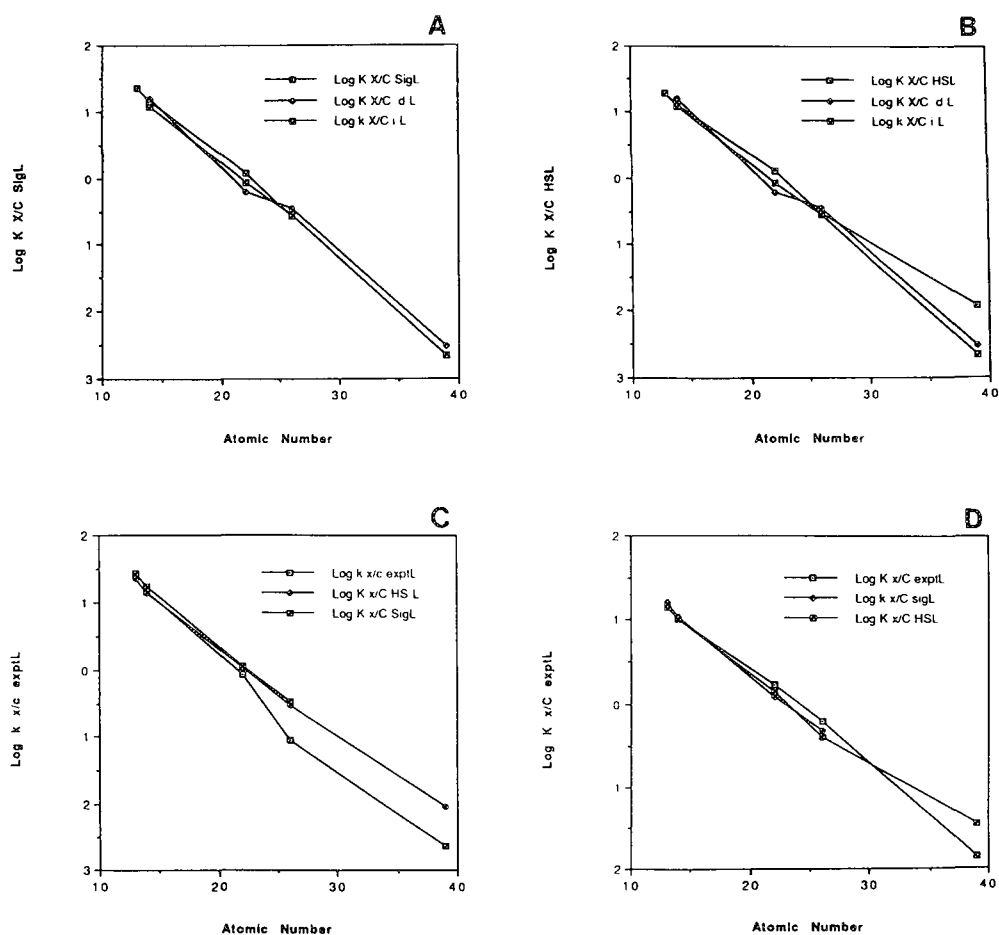 A
2
1
0
1
2
3
10
20
30
40
Log K X/C SigL
Log K X/C d L
Log k X/C i L
Log K X/C SigL
Atomic Number
B
2
1
0
1
2
3
10
20
30
40
Log K X/C HSL
Log K X/C d L
Log k X/C i L
Log K X/C HSL
Atomic Number
C
2
1
0
1
2
3
10
20
30
40
Log k x/c exptL
Log K x/C HS L
Log K x/C SigL
Log k x/c exptL
Atomic Number
D
2
1
0
1
2
10
20
30
40
Log K x/C exptL
Log k x/C sigL
Log K x/C HSL
Log K x/C exptL
Atomic Number